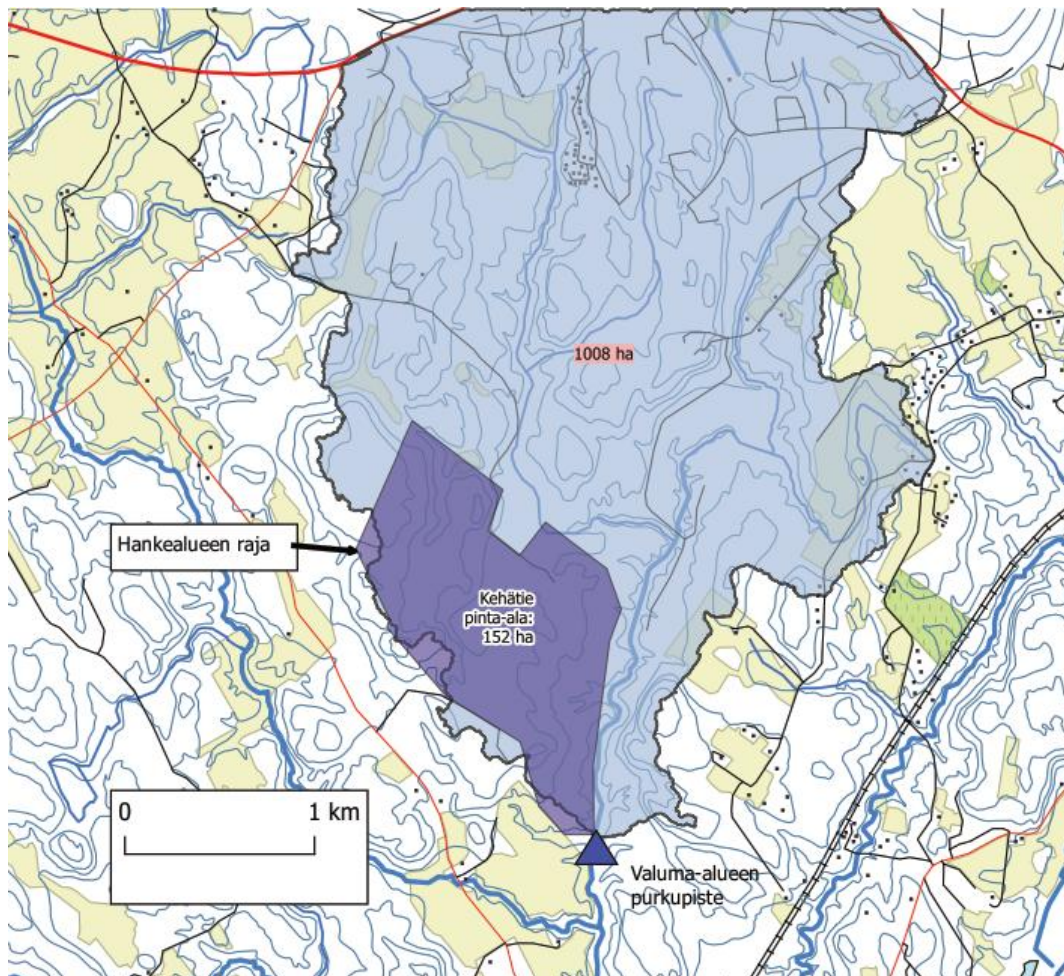 1008 ha
Hankealueen raja
Kehätie
pinta-ala:
152 ha
0 1 km
Valuma-alueen
purkupiste